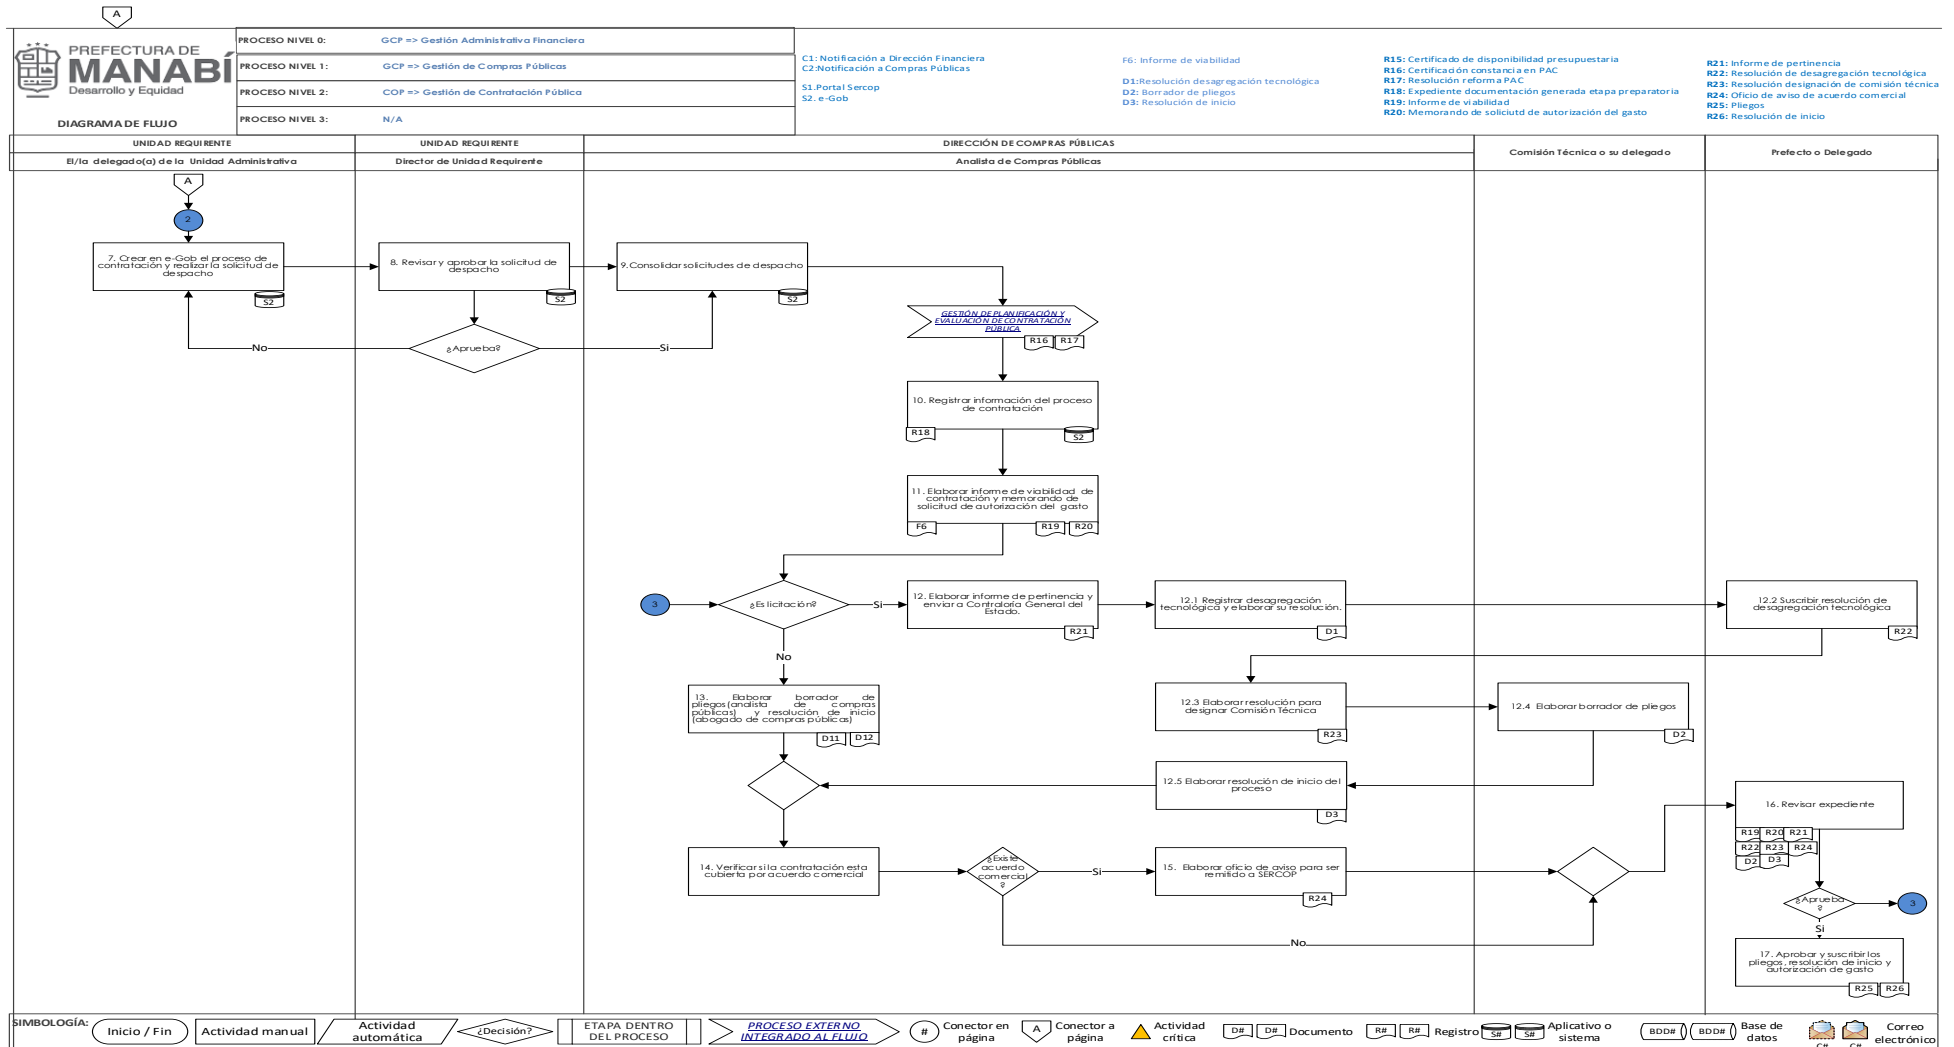 A
PREFECTURA DE
MANABÍ
Desarrollo y Equidad
DIAGRAMA DE FLUJO
PROCESO NIVEL 0: GCP => Gestión Administrativa Financiera
PROCESO NIVEL 1: GCP => Gestión de Compras Públicas
PROCESO NIVEL 2: COP => Gestión de Contratación Pública
PROCESO NIVEL 3: N/A
C1: Notificación a Dirección Financiera
C2:Notificación a Compras Públicas
S1.Portal Sercop
S2. e-Gob
F6: Informe de viabilidad
D1:Resolución desagregación tecnológica
D2: Borrador de pliegos
D3: Resolución de inicio
R15: Certificado de disponibilidad presupuestaria
R16: Certificación constancia en PAC
R17: Resolución reforma PAC
R18: Expediente documentación generada etapa preparatoria
R19: Informe de viabilidad
R20: Memorando de soliciutd de autorización del gasto
R21: Informe de pertinencia
R22: Resolución de desagregación tecnológica
R23: Resolución designación de comisión técnica
R24: Oficio de aviso de acuerdo comercial
R25: Pliegos
R26: Resolución de inicio
UNIDAD REQUIRENTE
El/la delegado(a) de la Unidad Administrativa
UNIDAD REQUIRENTE
Director de Unidad Requirente
DIRECCIÓN DE COMPRAS PÚBLICAS
Analista de Compras Públicas
Comisión Técnica o su delegado
Prefecto o Delegado
A
2
7. Crear en e-Gob el proceso de
contratación y realizar la solicitud de
despacho
S2
8. Revisar y aprobar la solicitud de
despacho
S2
9.Consolidar solicitudes de despacho
S2
No
¿Aprueba?
Si
GESTIÓN DE PLANIFICACIÓN Y
EVALUACIÓN DE CONTRATACIÓN
PÚBLICA
R16 R17
10. Registrar información del proceso
de contratación
R18 S2
11. Elaborar informe de viabilidad de
contratación y memorando de
solicitud de autorización del gasto
F6 R19 R20
3
¿Es licitación?
Si
12. Elaborar informe de pertinencia y
enviar a Contraloría General del
Estado.
R21
12.1 Registrar desagregación
tecnológica y elaborar su resolución.
D1
12.2 Suscribir resolución de
desagregación tecnológica
R22
No
13. Elaborar borrador de
pliegos(analista de compras
públicas) y resolución de inicio
(abogado de compras públicas)
D11 D12
12.3 Elaborar resolución para
designar Comisión Técnica
R23
12.4 Elaborar borrador de pliegos
D2
12.5 Elaborar resolución de inicio del
proceso
D3
16. Revisar expediente
R19 R20 R21
R22 R23 R24
D2 D3
14. Verificar si la contratación esta
cubierta por acuerdo comercial
¿Existe
acuerdo
comercial
?
Si
15. Elaborar oficio de aviso para ser
remitido a SERCOP
R24
No
¿Aprueba
?
3
Si
17. Aprobar y suscribir los
pliegos, resolución de inicio y
autorización de gasto
R25 R26
SIMBOLOGÍA:
Inicio / Fin
Actividad manual
Actividad
automática
¿Decisión?
ETAPA DENTRO
DEL PROCESO
PROCESO EXTERNO
INTEGRADO AL FLUJO
#
Conector en
página
A
Conector a
página
Actividad
crítica
D# D# Documento
R# R# Registro
S# S#
Aplicativo o
sistema
BDD# BDD#
Base de
datos
C# C#
Correo
electrónico